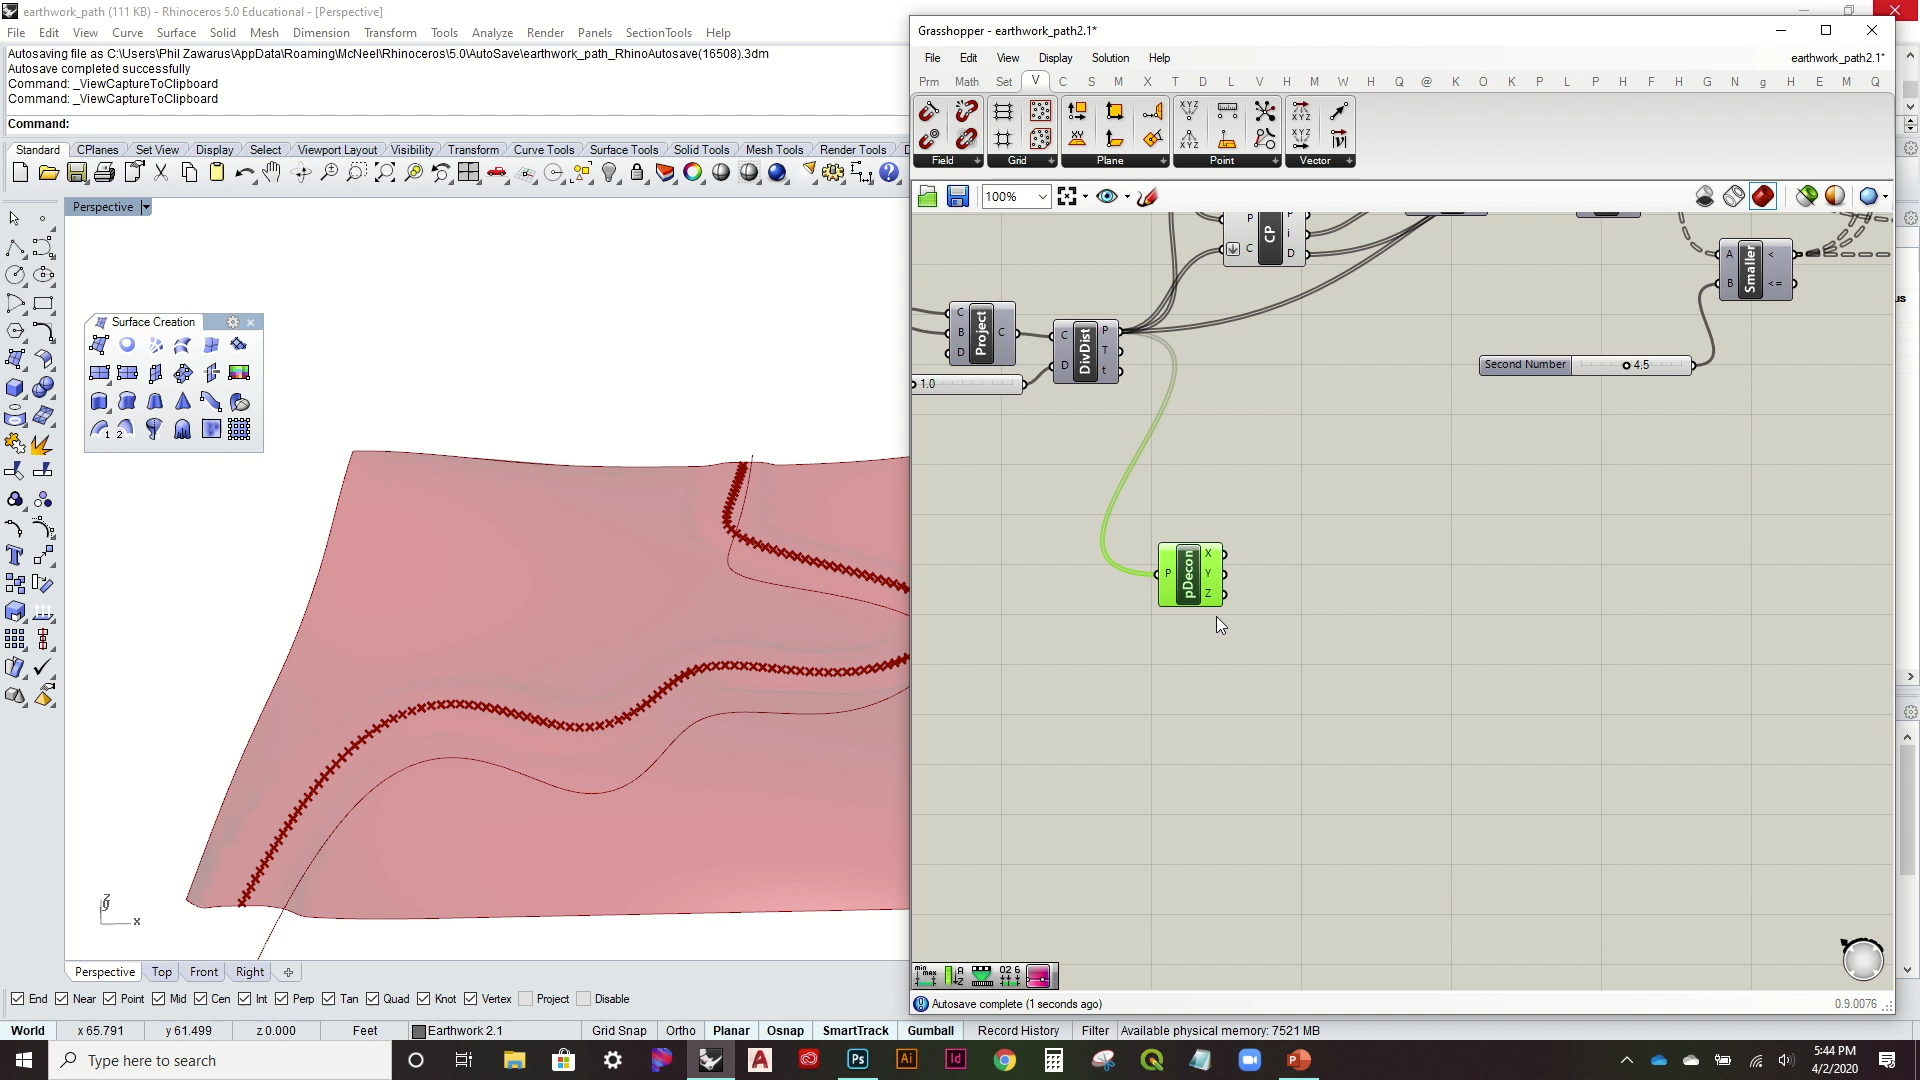 earthwork_path (111 KB) - Rhinoceros 5.0 Educational - [Perspective]
File Edit View Curve Surface Solid Mesh Dimension Transform Tools Analyze Render Panels SectionTools Help
Autosaving file as C:\Users\Phil Zawarus\AppData\Roaming\McNeel\Rhinoceros\5.0\AutoSave\earthwork_path_RhinoAutosave(16508).3dm
Autosave completed successfully
Command: _ViewCaptureToClipboard
Command: _ViewCaptureToClipboard
Command:
Standard CPlanes Set View Display Select Viewport Layout Visibility Transform Curve Tools Surface Tools Solid Tools Mesh Tools Render Tools
Perspective
Surface Creation
1 2
z y x
Perspective Top Front Right
End Near Point Mid Cen Int Perp Tan Quad Knot Vertex Project Disable
World x 65.791 y 61.499 z 0.000 Feet Earthwork 2.1 Grid Snap Ortho Planar Osnap SmartTrack Gumball Record History Filter Available physical memory: 7521 MB
Grasshopper - earthwork_path2.1*
File Edit View Display Solution Help earthwork_path2.1*
Prm Math Set V C S M X T D L V H M W H Q @ K O K P L P H F H G N g H E M Q
Field Grid Plane Point Vector
100%
P CP i
C D
A Smaller <
B <=
C Project C
B
D
C DivDist P
T
D t
1.0
Second Number 4.5
P pDecon X
Y
Z
Autosave complete (1 seconds ago) 0.9.0076
Type here to search
5:44 PM
4/2/2020